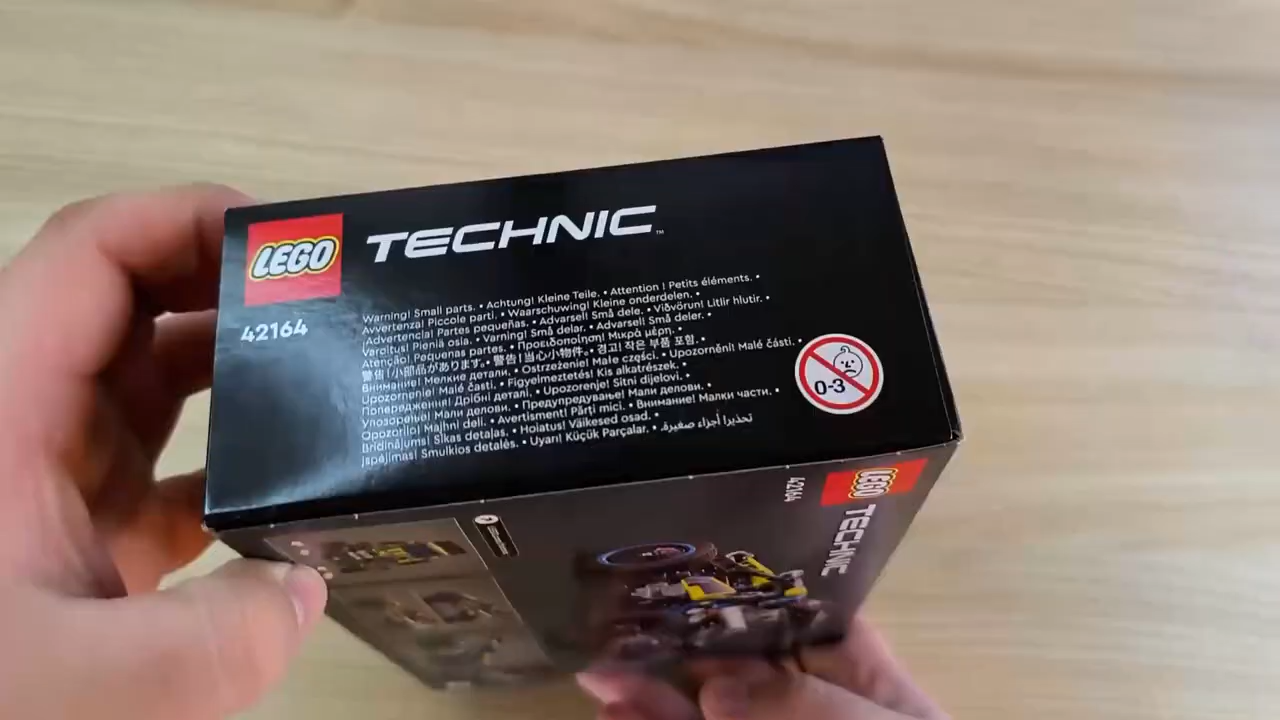 LEGO
TECHNIC™
42164
Warning! Small parts. • Achtung! Kleine Teile. • Attention ! Petits éléments. •
Avvertenza! Piccole parti. • Waarschuwing! Kleine onderdelen. •
¡Advertencia! Partes pequeñas. • Advarsel! Små dele. • Viðvörun! Litlir hlutir. •
Varoitus! Pieniä osia. • Varning! Små delar. • Advarsel! Små deler. •
Atenção! Pequenas partes. • Προειδοποίηση! Μικρά μέρη. •
警告!小部品があります。• 警告!当心小物件。• 경고! 작은 부품 포함. •
Внимание! Мелкие детали. • Ostrzeżenie! Małe części. • Upozornění! Malé části. •
Upozornenie! Malé časti. • Figyelmeztetés! Kis alkatrészek. •
Попередження! Дрібні деталі. • Upozorenje! Sitni dijelovi. •
Упозорење! Мали делови. • Предупредување! Мали делови. •
Opozorilo! Majhni deli. • Avertisment! Părți mici. • Внимание! Малки части. •
Brīdinājums! Sīkas detaļas. • Hoiatus! Väikesed osad. •
Įspėjimas! Smulkios detalės. • Uyarı! Küçük Parçalar. • تحذير! أجزاء صغيرة.
0-3
42164
LEGO
TECHNIC